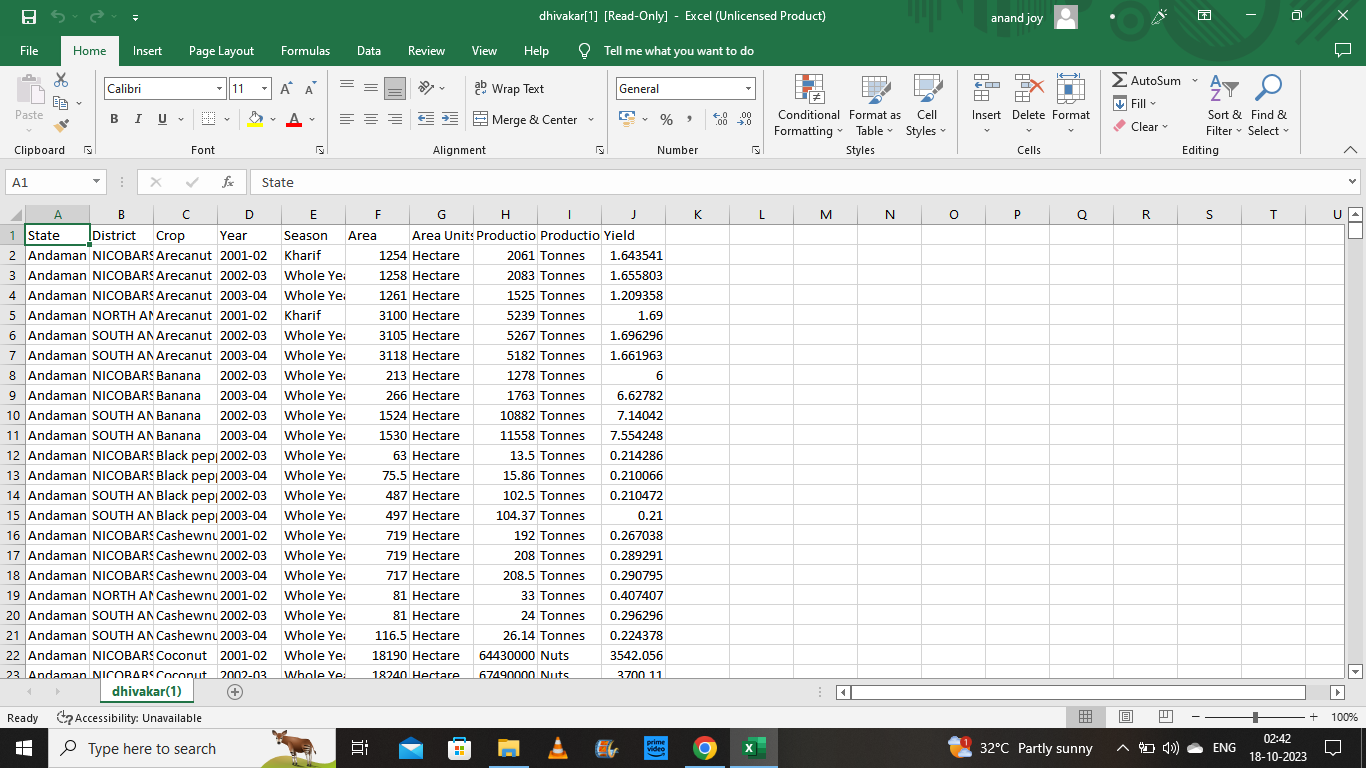 dhivakar[1] [Read-Only] - Excel (Unlicensed Product)
anand joy
File Home Insert Page Layout Formulas Data Review View Help Tell me what you want to do
Paste
Calibri 11
B I U
A A
A
ab Wrap Text
Merge & Center
General
% ,
Conditional Formatting
Format as Table
Cell Styles
Insert Delete Format
AutoSum
Fill
Clear
Sort & Filter
Find & Select
Clipboard Font Alignment Number Styles Cells Editing
A1 fx State
A B C D E F G H I J K L M N O P Q R S T U
1 State District Crop Year Season Area Area Units Productio Productio Yield
2 Andaman NICOBARS Arecanut 2001-02 Kharif 1254 Hectare 2061 Tonnes 1.643541
3 Andaman NICOBARS Arecanut 2002-03 Whole Yea 1258 Hectare 2083 Tonnes 1.655803
4 Andaman NICOBARS Arecanut 2003-04 Whole Yea 1261 Hectare 1525 Tonnes 1.209358
5 Andaman NORTH AN Arecanut 2001-02 Kharif 3100 Hectare 5239 Tonnes 1.69
6 Andaman SOUTH AN Arecanut 2002-03 Whole Yea 3105 Hectare 5267 Tonnes 1.696296
7 Andaman SOUTH AN Arecanut 2003-04 Whole Yea 3118 Hectare 5182 Tonnes 1.661963
8 Andaman NICOBARS Banana 2002-03 Whole Yea 213 Hectare 1278 Tonnes 6
9 Andaman NICOBARS Banana 2003-04 Whole Yea 266 Hectare 1763 Tonnes 6.62782
10 Andaman SOUTH AN Banana 2002-03 Whole Yea 1524 Hectare 10882 Tonnes 7.14042
11 Andaman SOUTH AN Banana 2003-04 Whole Yea 1530 Hectare 11558 Tonnes 7.554248
12 Andaman NICOBARS Black pepp 2002-03 Whole Yea 63 Hectare 13.5 Tonnes 0.214286
13 Andaman NICOBARS Black pepp 2003-04 Whole Yea 75.5 Hectare 15.86 Tonnes 0.210066
14 Andaman SOUTH AN Black pepp 2002-03 Whole Yea 487 Hectare 102.5 Tonnes 0.210472
15 Andaman SOUTH AN Black pepp 2003-04 Whole Yea 497 Hectare 104.37 Tonnes 0.21
16 Andaman NICOBARS Cashewnu 2001-02 Whole Yea 719 Hectare 192 Tonnes 0.267038
17 Andaman NICOBARS Cashewnu 2002-03 Whole Yea 719 Hectare 208 Tonnes 0.289291
18 Andaman NICOBARS Cashewnu 2003-04 Whole Yea 717 Hectare 208.5 Tonnes 0.290795
19 Andaman NORTH AN Cashewnu 2001-02 Whole Yea 81 Hectare 33 Tonnes 0.407407
20 Andaman SOUTH AN Cashewnu 2002-03 Whole Yea 81 Hectare 24 Tonnes 0.296296
21 Andaman SOUTH AN Cashewnu 2003-04 Whole Yea 116.5 Hectare 26.14 Tonnes 0.224378
22 Andaman NICOBARS Coconut 2001-02 Whole Yea 18190 Hectare 64430000 Nuts 3542.056
23 Andaman NICOBARS Coconut 2002-03 Whole Yea 18240 Hectare 67490000 Nuts 3700.11
dhivakar(1)
Ready Accessibility: Unavailable 100%
Type here to search
prime video
1 32°C Partly sunny
ENG
02:42
18-10-2023